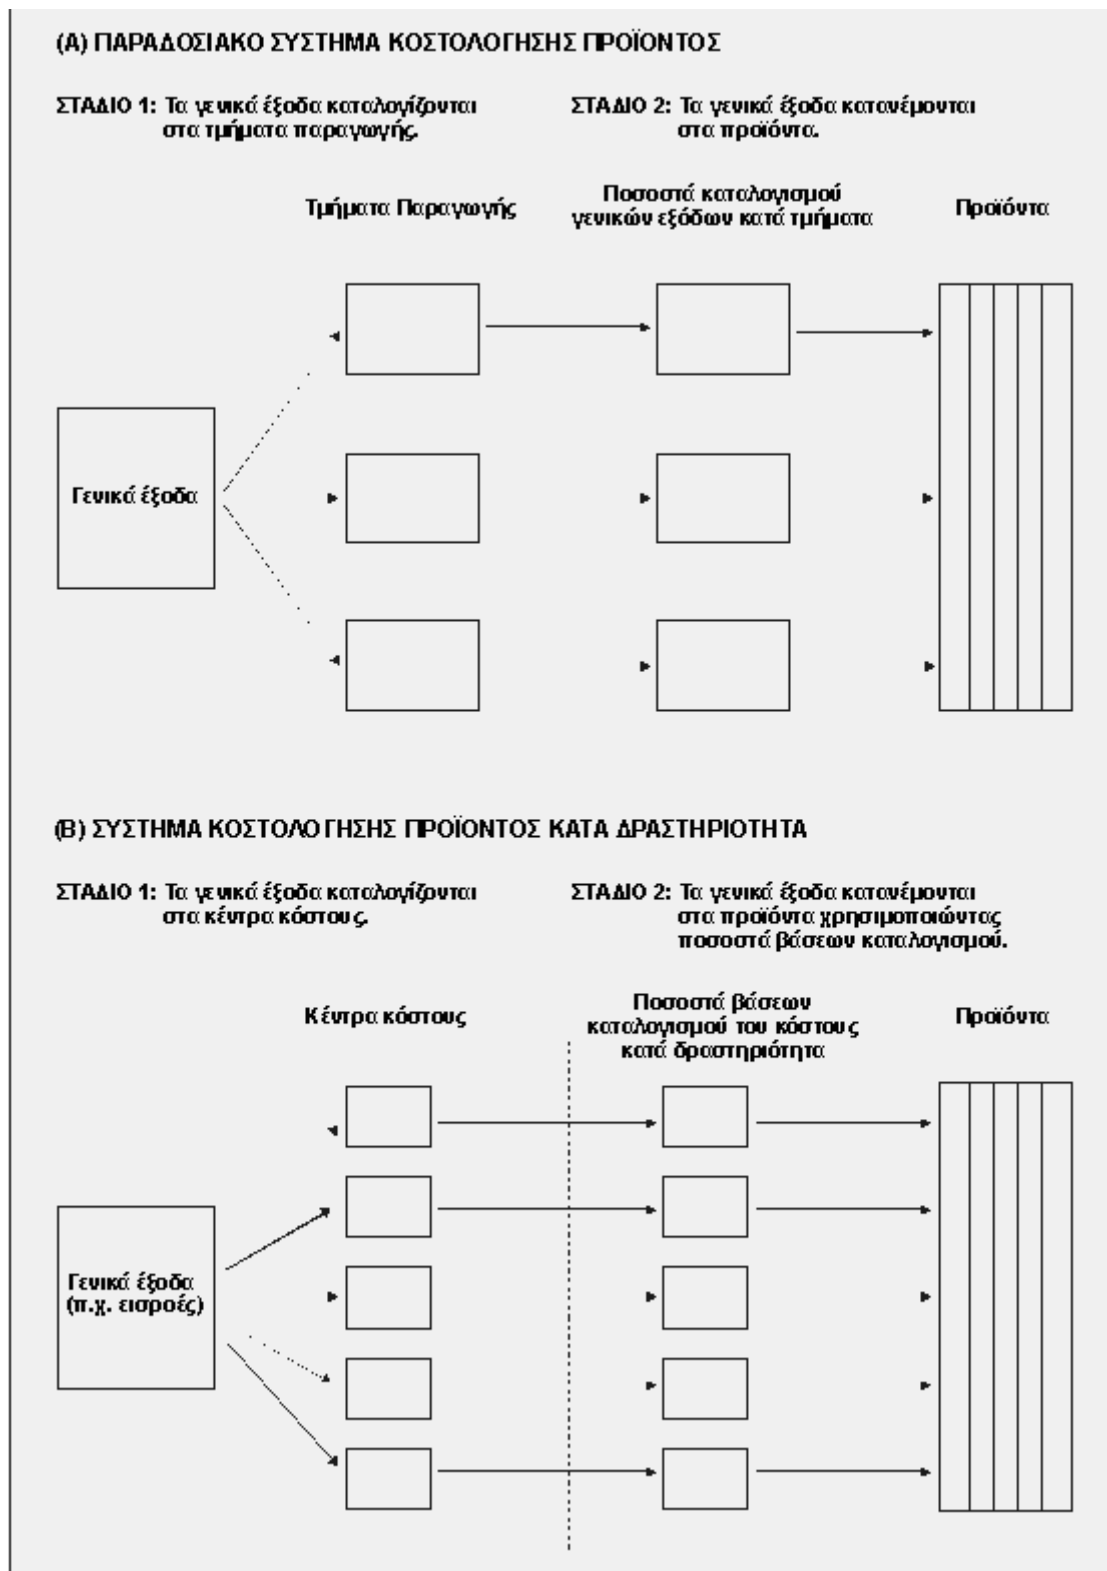 (Α) ΠΑΡΑΔΟΣΙΑΚΟ ΣΥΣΤΗΜΑ ΚΟΣΤΟΛΟΓΗΣΗΣ ΠΡΟΪΟΝΤΟΣ
ΣΤΑΔΙΟ 1: Τα γενικά έξοδα καταλογίζονται
στα τμήματα παραγωγής.
ΣΤΑΔΙΟ 2: Τα γενικά έξοδα κατανέμονται
στα προϊόντα.
Τμήματα Παραγωγής
Ποσοστά καταλογισμού
γενικών εξόδων κατά τμήματα
Προϊόντα
Γενικά έξοδα
(Β) ΣΥΣΤΗΜΑ ΚΟΣΤΟΛΟΓΗΣΗΣ ΠΡΟΪΟΝΤΟΣ ΚΑΤΑ ΔΡΑΣΤΗΡΙΟΤΗΤΑ
ΣΤΑΔΙΟ 1: Τα γενικά έξοδα καταλογίζονται
στα κέντρα κόστους.
ΣΤΑΔΙΟ 2: Τα γενικά έξοδα κατανέμονται
στα προϊόντα χρησιμοποιώντας
ποσοστά βάσεων καταλογισμού.
Κέντρα κόστους
Ποσοστά βάσεων
καταλογισμού του κόστους
κατά δραστηριότητα
Προϊόντα
Γενικά έξοδα
(π.χ. εισροές)